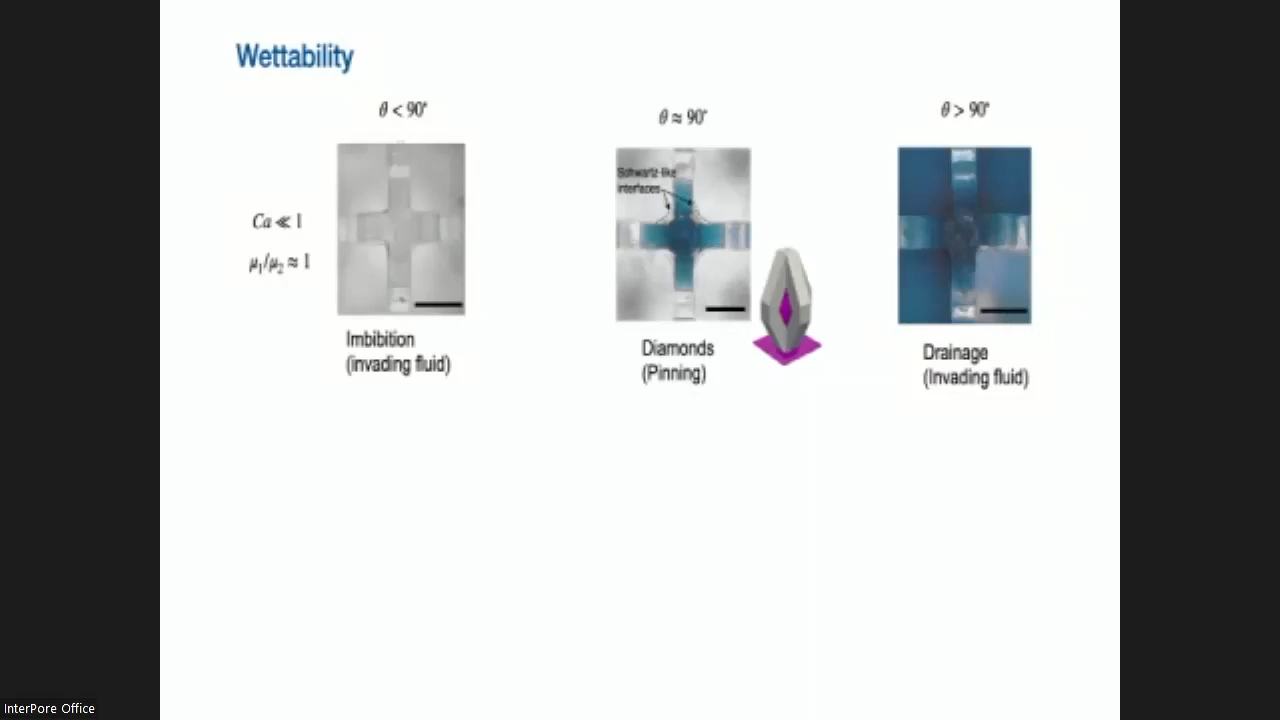 Wettability
θ < 90°
θ ≈ 90°
θ > 90°
Schwartz-like
interfaces
Ca ≪ 1
μ1/μ2 ≈ 1
Imbibition
(invading fluid)
Diamonds
(Pinning)
Drainage
(Invading fluid)
InterPore Office